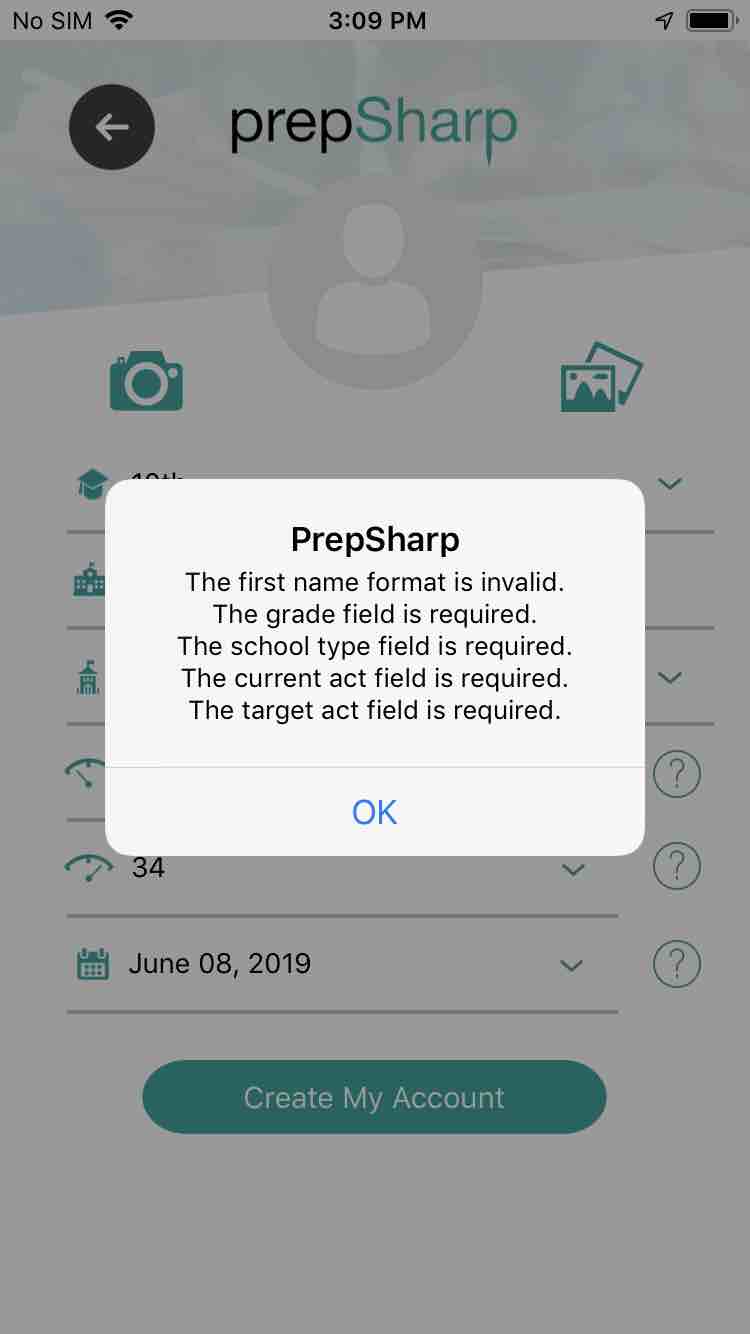 No SIM 3:09 PM
prepSharp
PrepSharp
The first name format is invalid.
The grade field is required.
The school type field is required.
The current act field is required.
The target act field is required.
OK
?
34 ?
June 08, 2019 ?
Create My Account